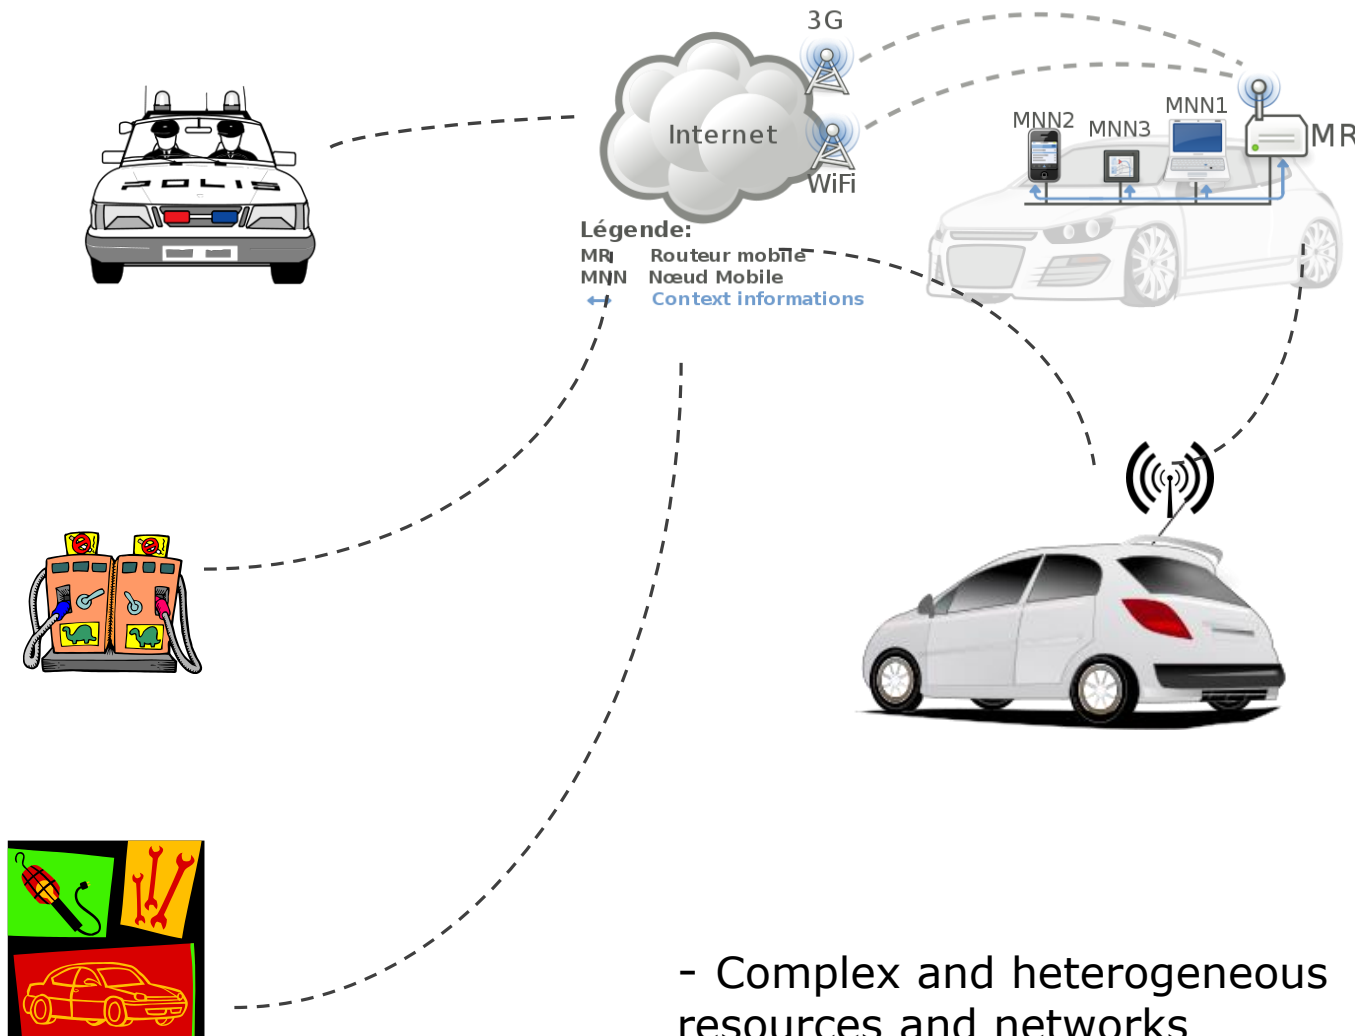 3G
Internet
WiFi
MNN2
MNN3
MNN1
MR
POLIS
Légende:
MR Routeur mobile
MNN Nœud Mobile
Context informations
- Complex and heterogeneous
resources and networks